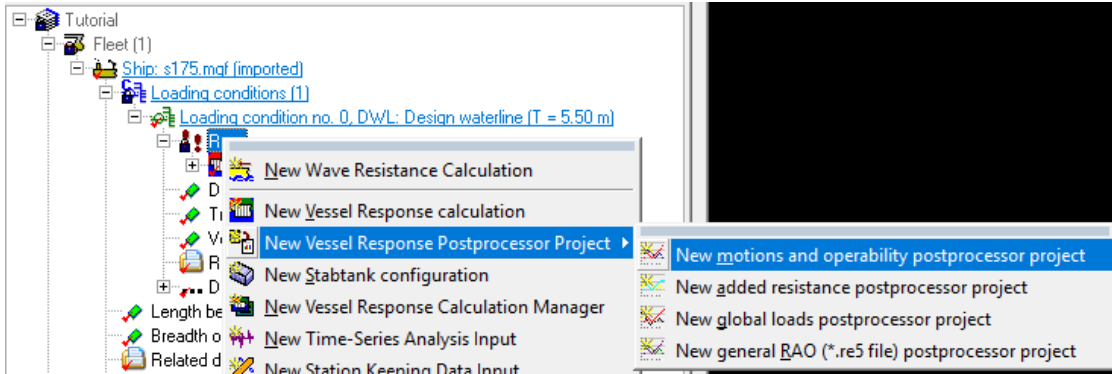 Tutorial
Fleet (1)
Ship: s175.mgf (imported)
Loading conditions (1)
Loading condition no. 0, DWL: Design waterline (T = 5.50 m)
New Wave Resistance Calculation
New Vessel Response calculation
New Vessel Response Postprocessor Project
New motions and operability postprocessor project
New Stabtank configuration
New added resistance postprocessor project
Length be
New Vessel Response Calculation Manager
New global loads postprocessor project
Breadth o
New Time-Series Analysis Input
New general RAO (*.re5 file) postprocessor project
Related d
New Station Keeping Data Input